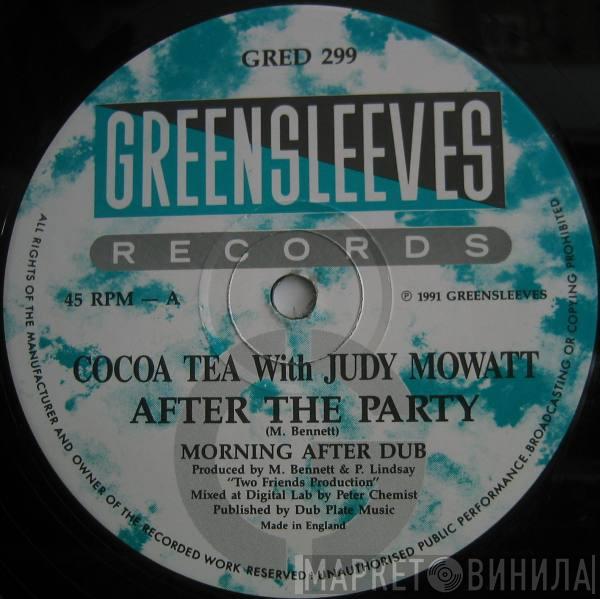 GRED 299
GREENSLEEVES
RECORDS
45 RPM — A
℗ 1991 GREENSLEEVES
COCOA TEA With JUDY MOWATT
AFTER THE PARTY
(M. Bennett)
MORNING AFTER DUB
Produced by M. Bennett & P. Lindsay
"Two Friends Production"
Mixed at Digital Lab by Peter Chemist
Published by Dub Plate Music
Made in England
ALL RIGHTS OF THE MANUFACTURER AND OWNER OF THE RECORDED WORK RESERVED. UNAUTHORISED PUBLIC PERFORMANCE. BROADCASTING OR COPYING PROHIBITED
МАРКЕТ ВИНИЛА